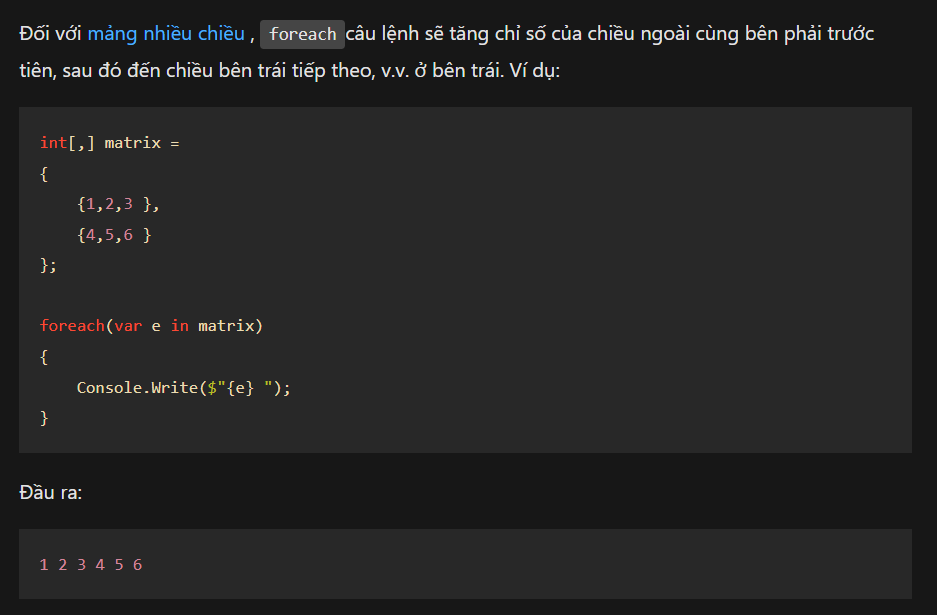 Đối với mảng nhiều chiều , foreach câu lệnh sẽ tăng chỉ số của chiều ngoài cùng bên phải trước
tiên, sau đó đến chiều bên trái tiếp theo, v.v. ở bên trái. Ví dụ:
int[,] matrix =
{
    {1,2,3 },
    {4,5,6 }
};
foreach(var e in matrix)
{
    Console.Write($"{e} ");
}
Đầu ra:
1 2 3 4 5 6